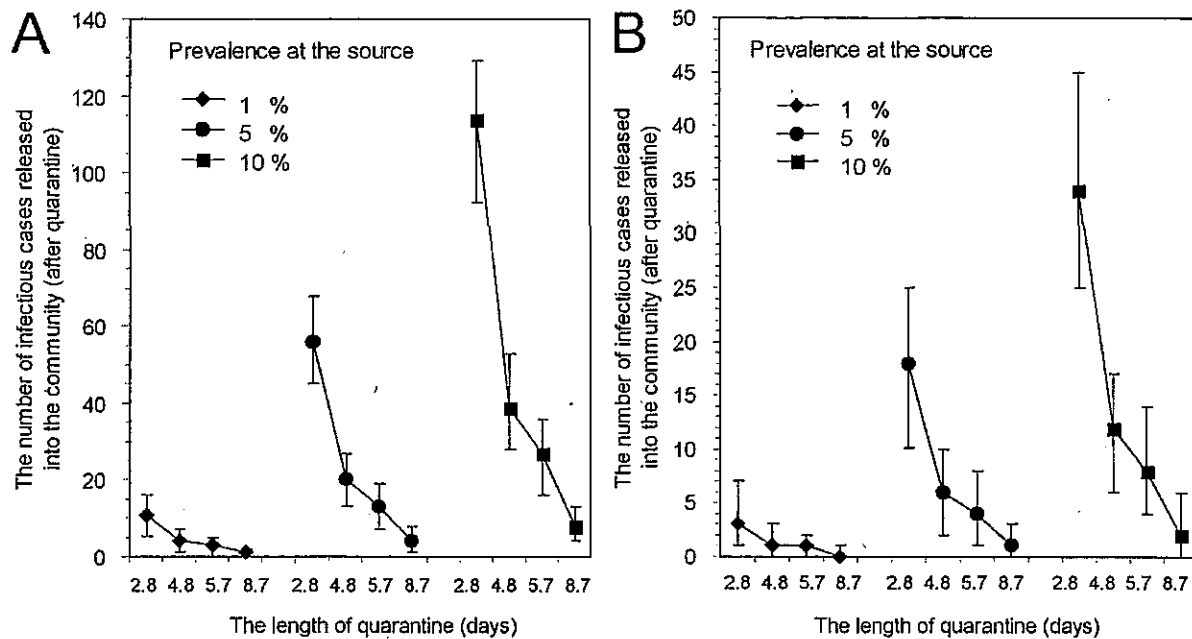 A
Prevalence at the source
1 %
5 %
10 %
The number of infectious cases released
into the community (after quarantine)
140
120
100
80
60
40
20
0
2.8 4.8 5.7 8.7 2.8 4.8 5.7 8.7 2.8 4.8 5.7 8.7
The length of quarantine (days)
B
Prevalence at the source
1 %
5 %
10 %
The number of infectious cases released
into the community (after quarantine)
50
45
40
35
30
25
20
15
10
5
0
2.8 4.8 5.7 8.7 2.8 4.8 5.7 8.7 2.8 4.8 5.7 8.7
The length of quarantine (days)